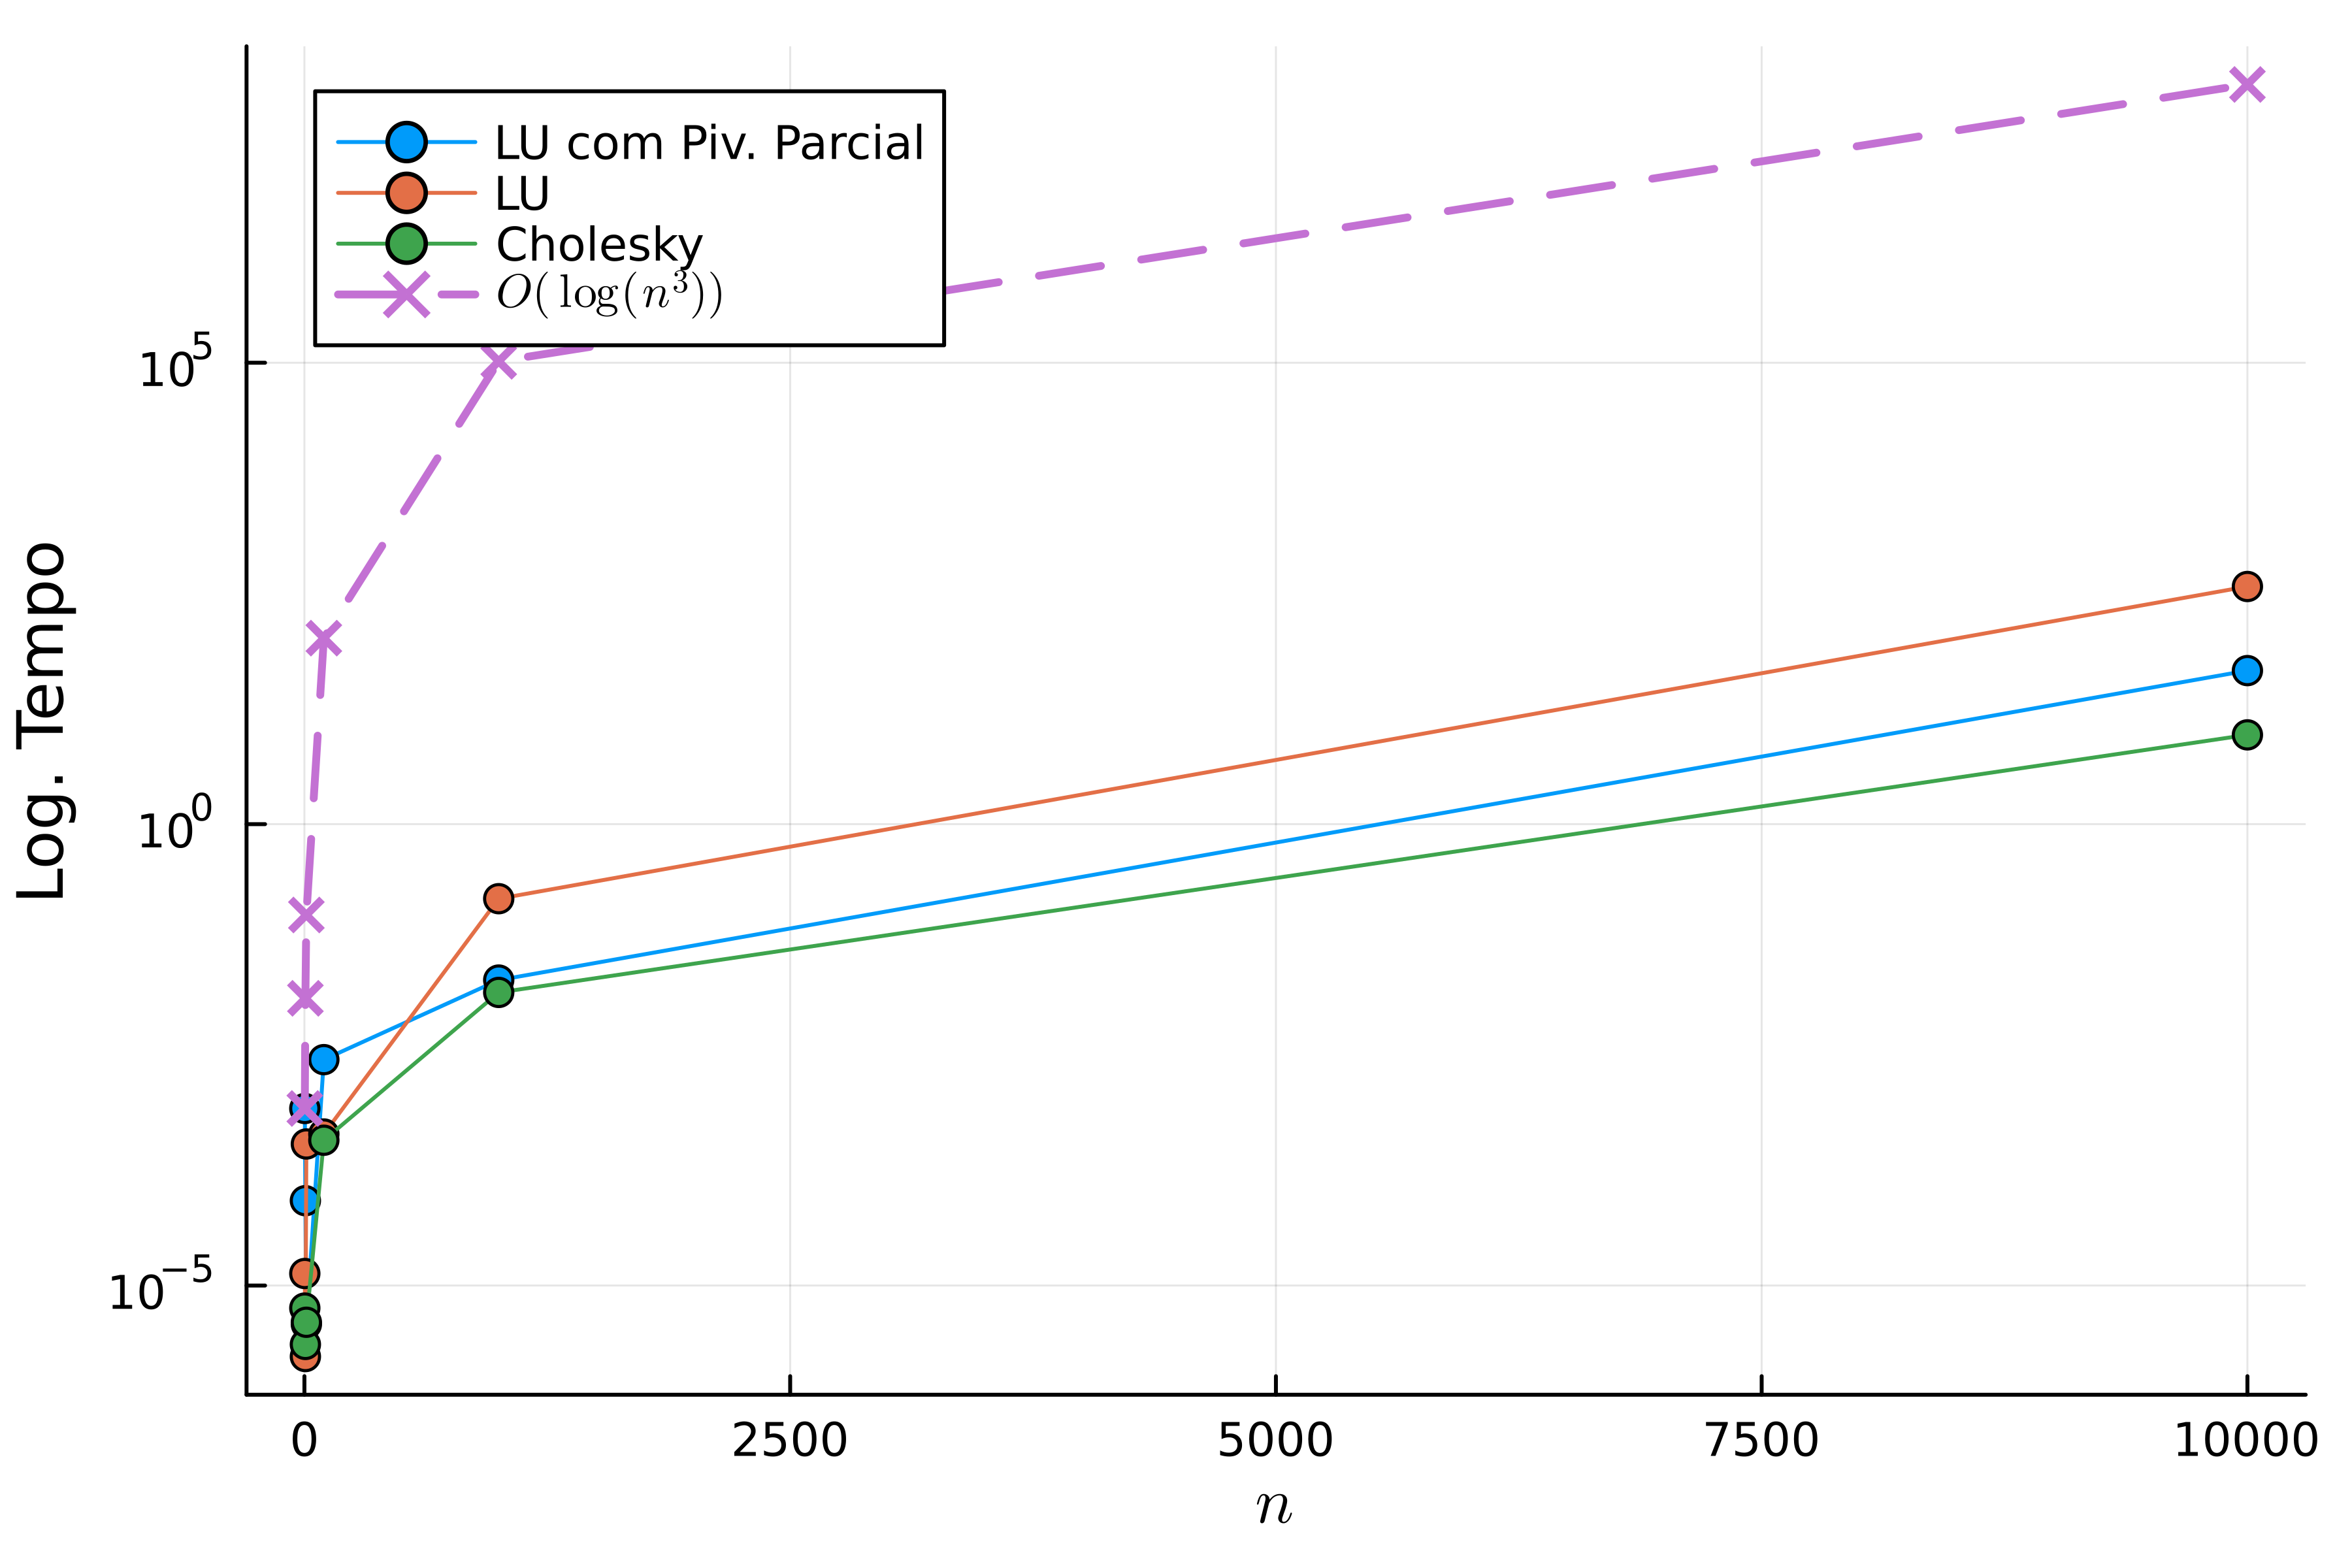 LU com Piv. Parcial
LU
Cholesky
O(log(n³))
10⁵
10⁰
10⁻⁵
Log. Tempo
0 2500 5000 7500 10000
n